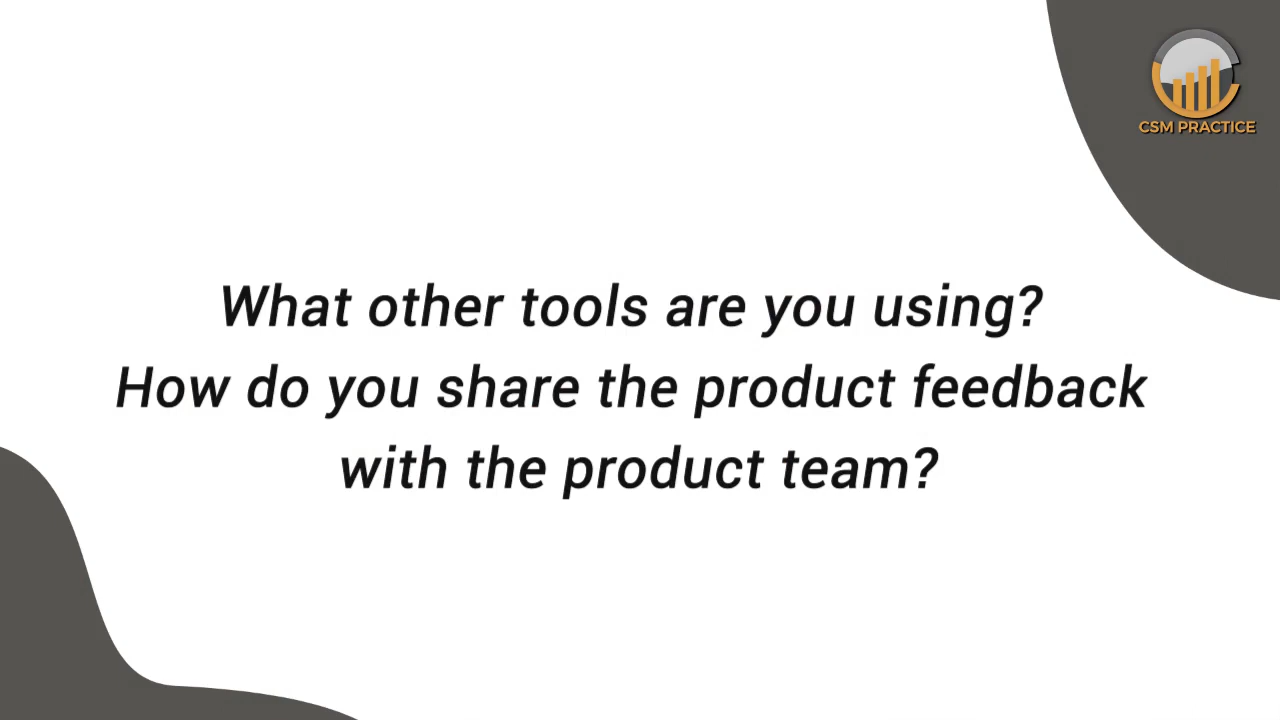 CSM PRACTICE
What other tools are you using?
How do you share the product feedback
with the product team?